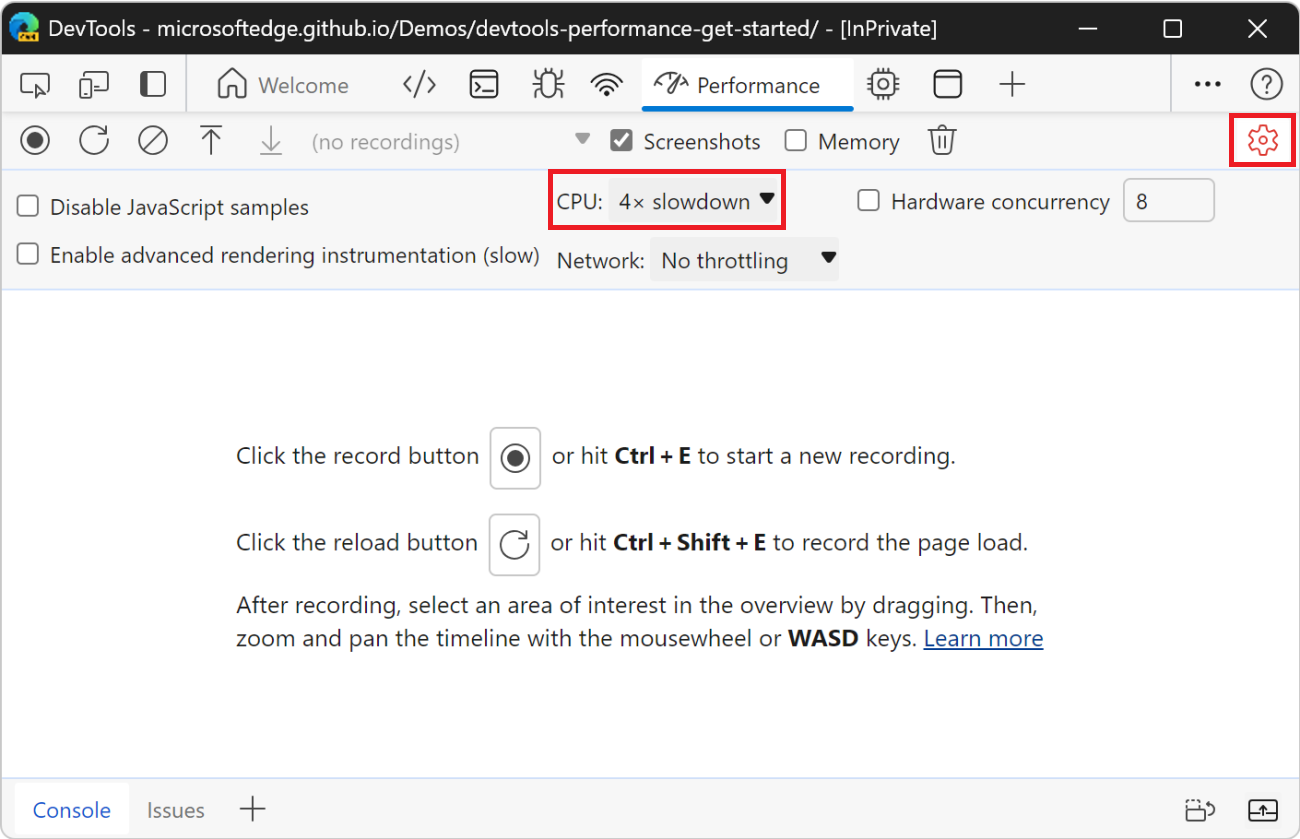 DevTools - microsoftedge.github.io/Demos/devtools-performance-get-started/ - [InPrivate]
Welcome
Performance
(no recordings)
Screenshots
Memory
Disable JavaScript samples
CPU: 4× slowdown
Hardware concurrency
8
Enable advanced rendering instrumentation (slow)
Network: No throttling
Click the record button or hit Ctrl + E to start a new recording.
Click the reload button or hit Ctrl + Shift + E to record the page load.
After recording, select an area of interest in the overview by dragging. Then,
zoom and pan the timeline with the mousewheel or WASD keys. Learn more
Console
Issues